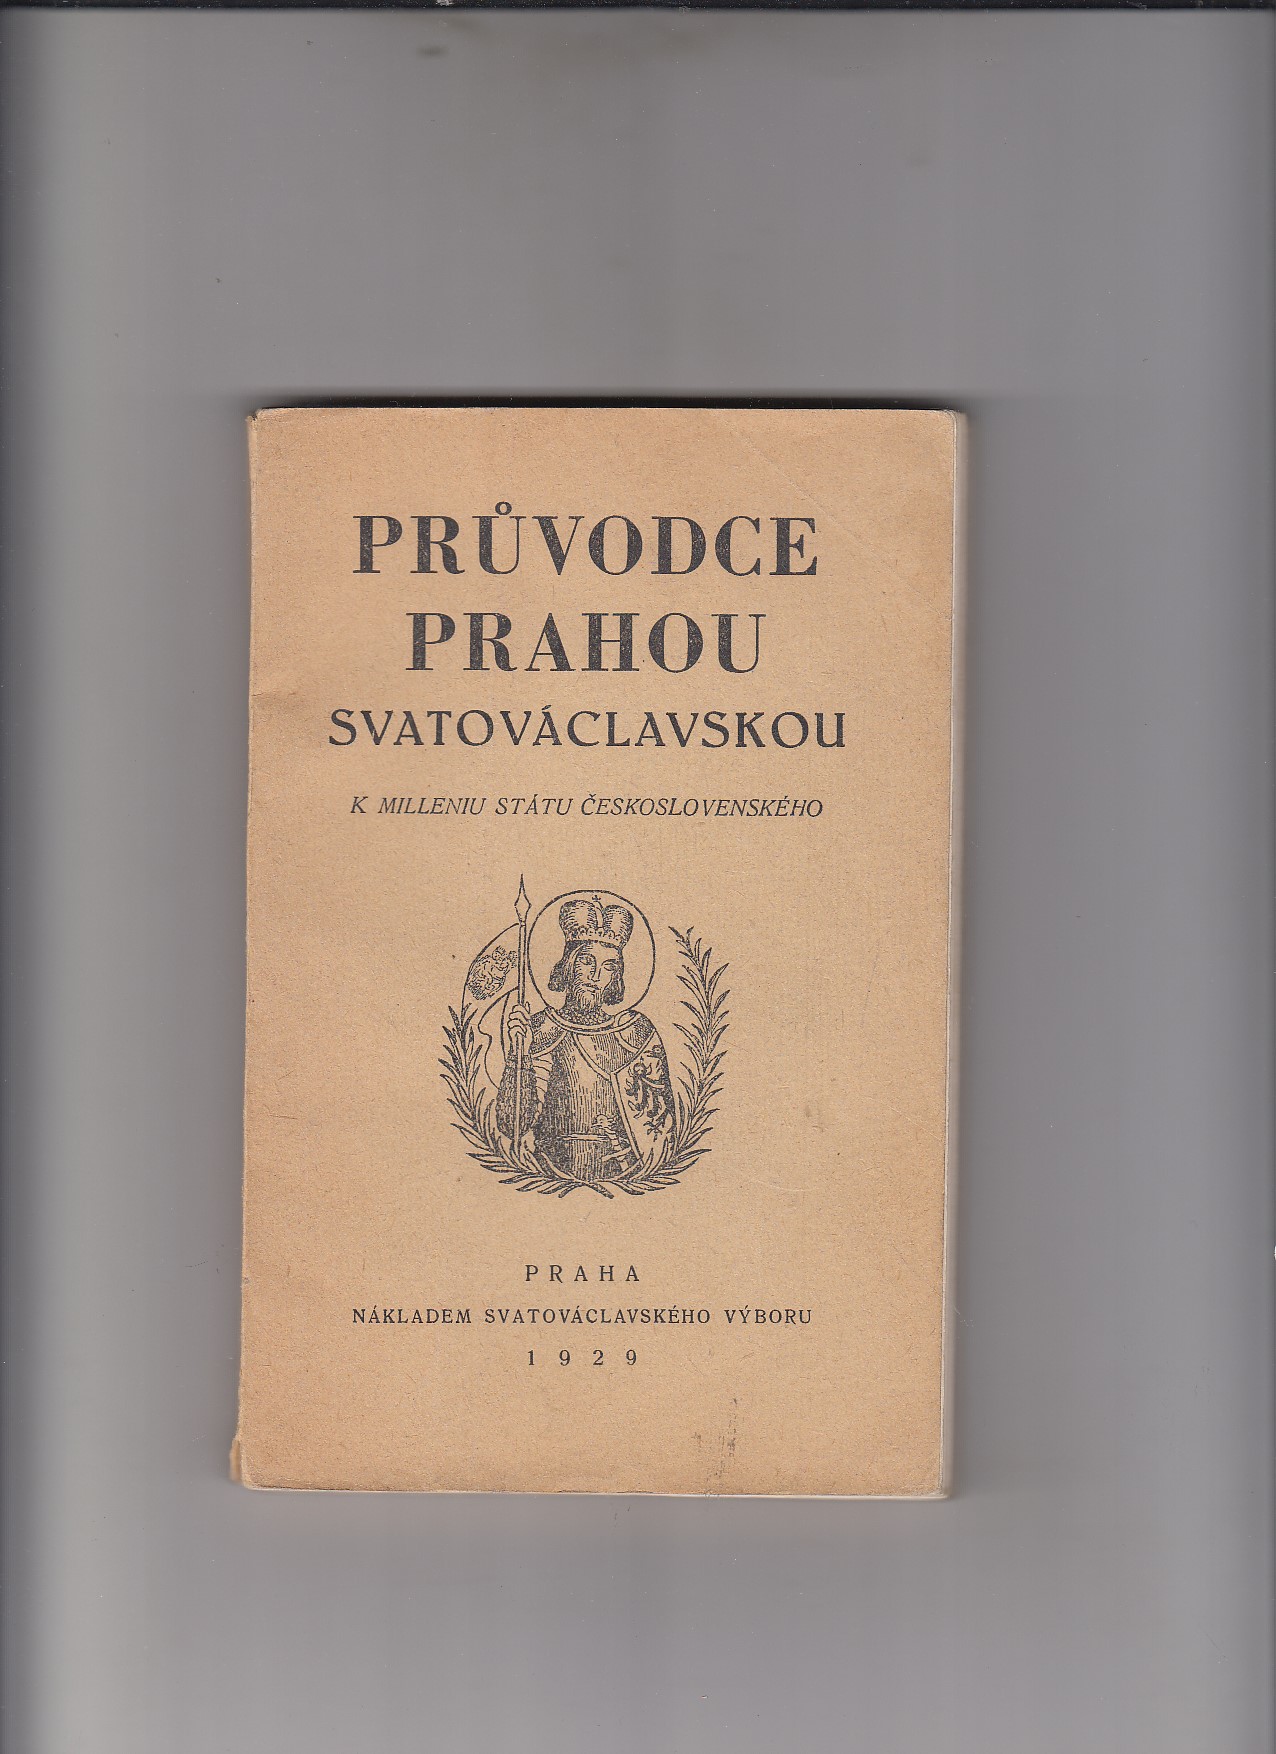 PRŮVODCE
PRAHOU
SVATOVÁCLAVSKOU
K MILLENIU STÁTU ČESKOSLOVENSKÉHO
PRAHA
NÁKLADEM SVATOVÁCLAVSKÉHO VÝBORU
1929